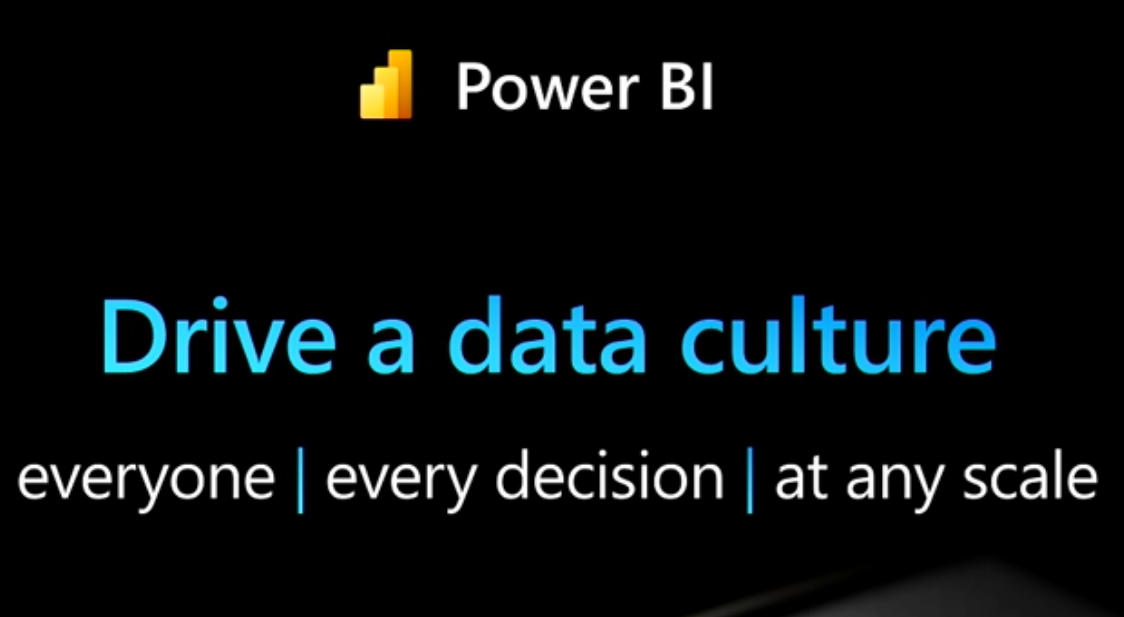 Power BI
Drive a data culture
everyone | every decision | at any scale